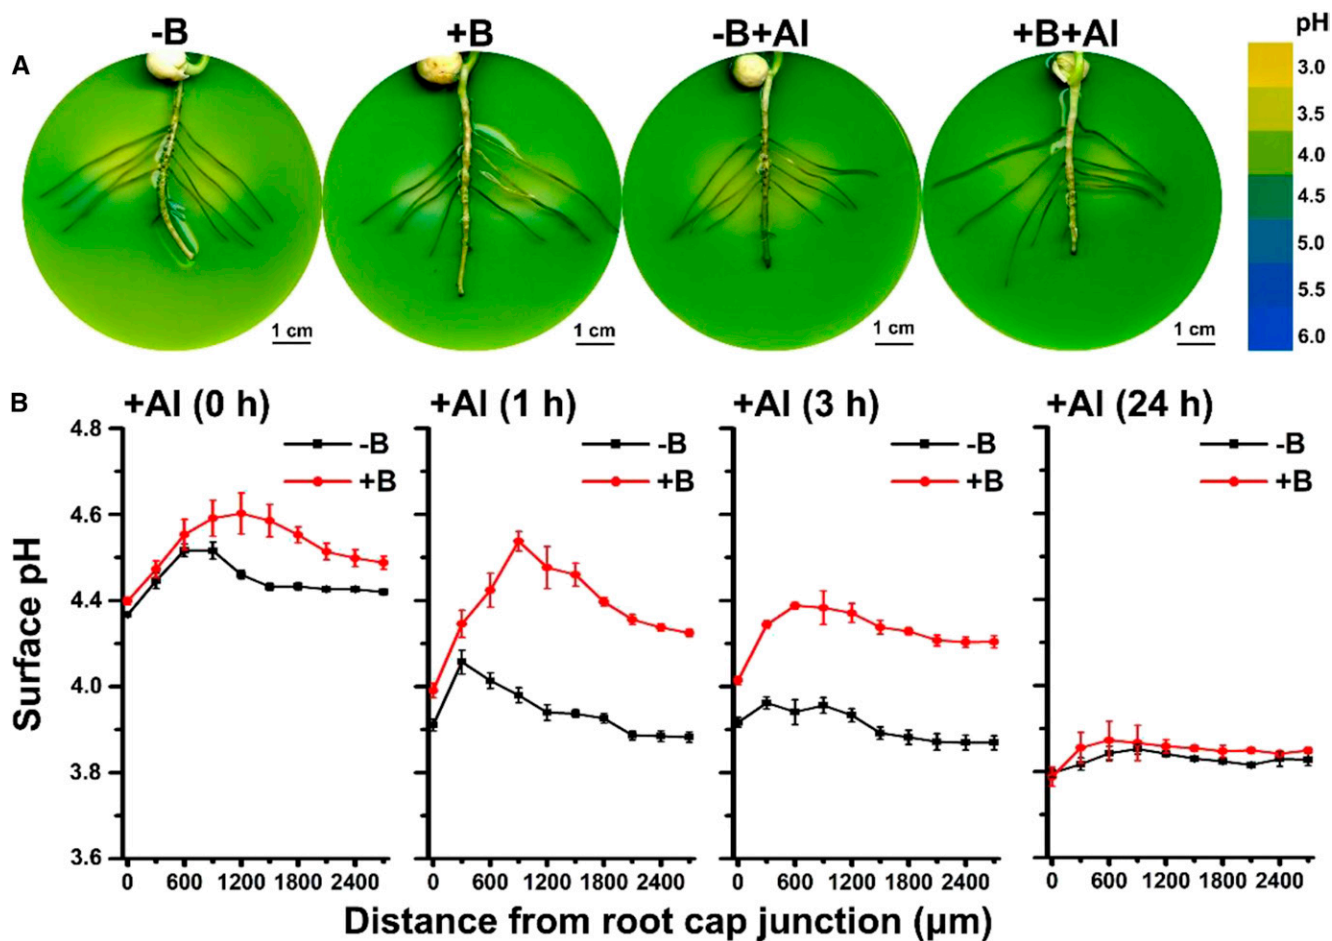 A
-B
+B
-B+Al
+B+Al
pH
3.0
3.5
4.0
4.5
5.0
5.5
6.0
1 cm
1 cm
1 cm
1 cm
B
+Al (0 h)
+Al (1 h)
+Al (3 h)
+Al (24 h)
-B
+B
-B
+B
-B
+B
-B
+B
4.8
4.6
4.4
4.0
3.8
3.6
Surface pH
0 600 1200 1800 2400
0 600 1200 1800 2400
0 600 1200 1800 2400
0 600 1200 1800 2400
Distance from root cap junction (µm)